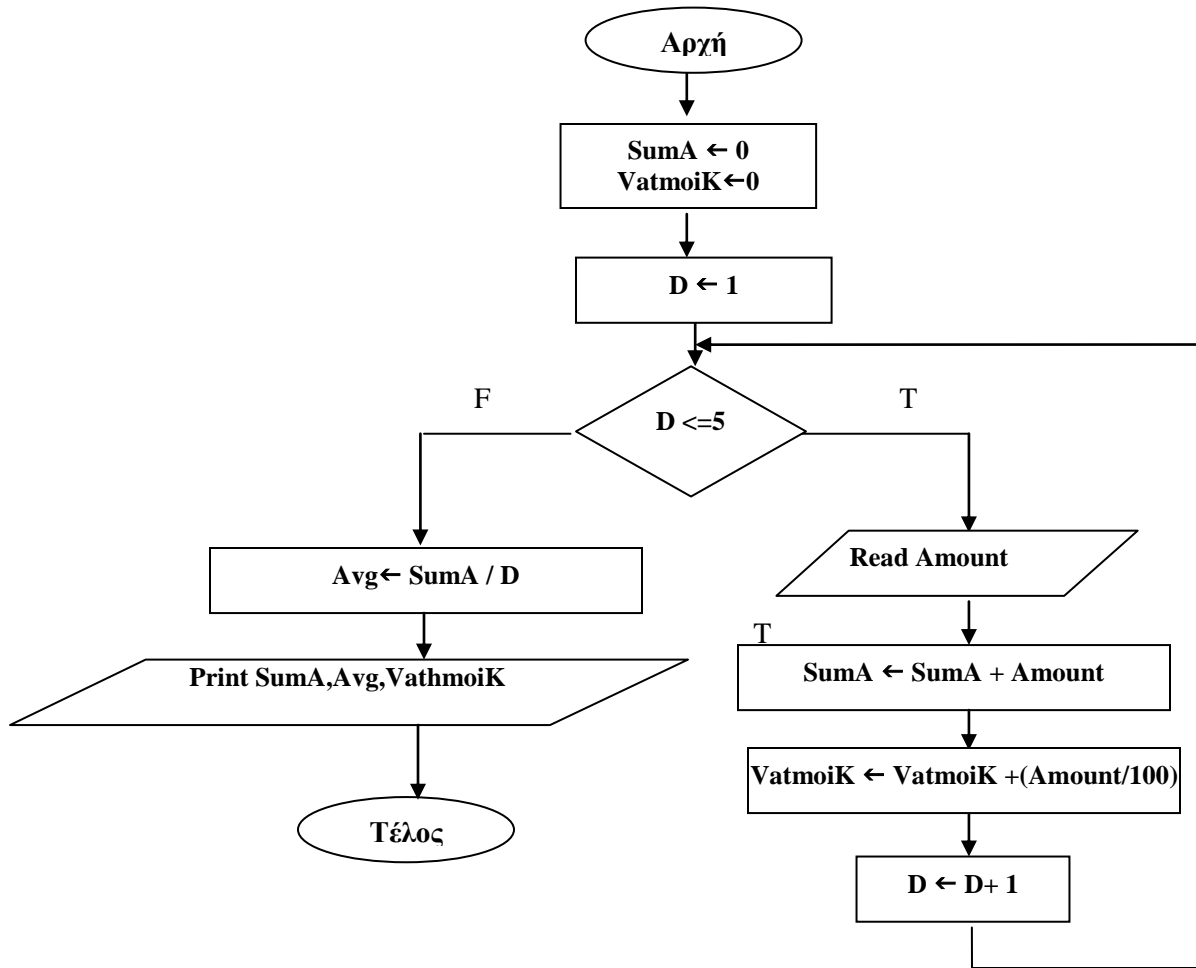 Αρχή
SumA ← 0
VatmoiK←0
D ← 1
F
D <=5
T
Avg← SumA / D
Read Amount
T
Print SumA,Avg,VathmoiK
SumA ← SumA + Amount
VatmoiK ← VatmoiK +(Amount/100)
Τέλος
D ← D+ 1